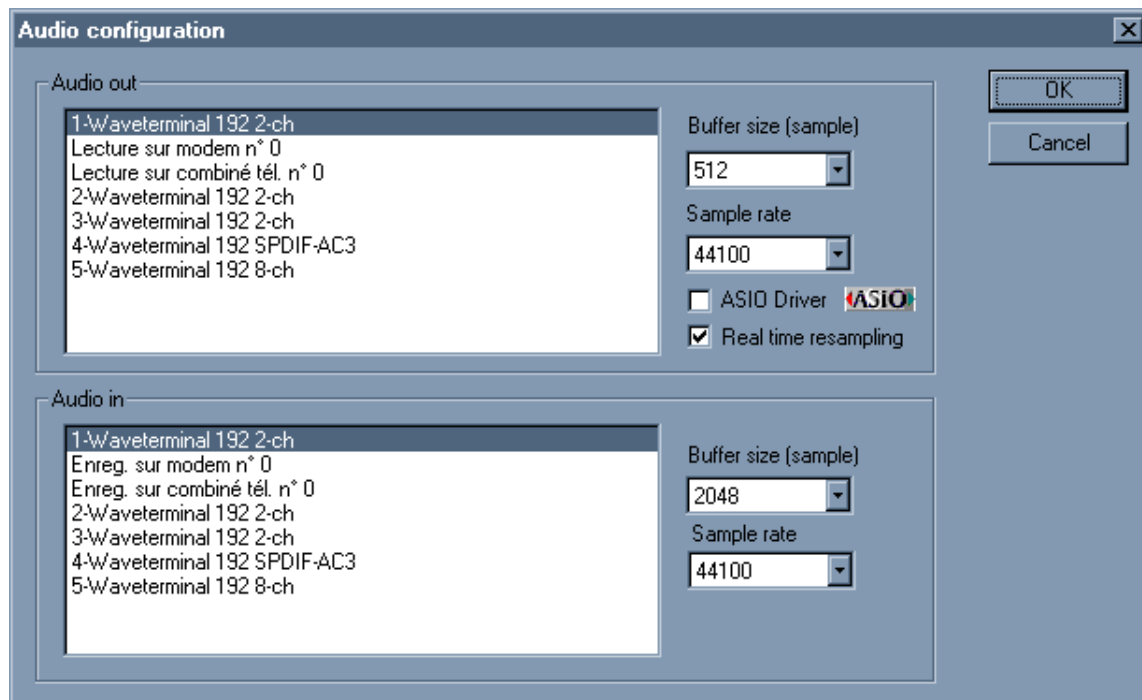 Audio configuration
Audio out
1-Waveterminal 192 2-ch
Lecture sur modem n° 0
Lecture sur combiné tél. n° 0
2-Waveterminal 192 2-ch
3-Waveterminal 192 2-ch
4-Waveterminal 192 SPDIF-AC3
5-Waveterminal 192 8-ch
Buffer size (sample)
512
Sample rate
44100
ASIO Driver ASiO
Real time resampling
OK
Cancel
Audio in
1-Waveterminal 192 2-ch
Enreg. sur modem n° 0
Enreg. sur combiné tél. n° 0
2-Waveterminal 192 2-ch
3-Waveterminal 192 2-ch
4-Waveterminal 192 SPDIF-AC3
5-Waveterminal 192 8-ch
Buffer size (sample)
2048
Sample rate
44100